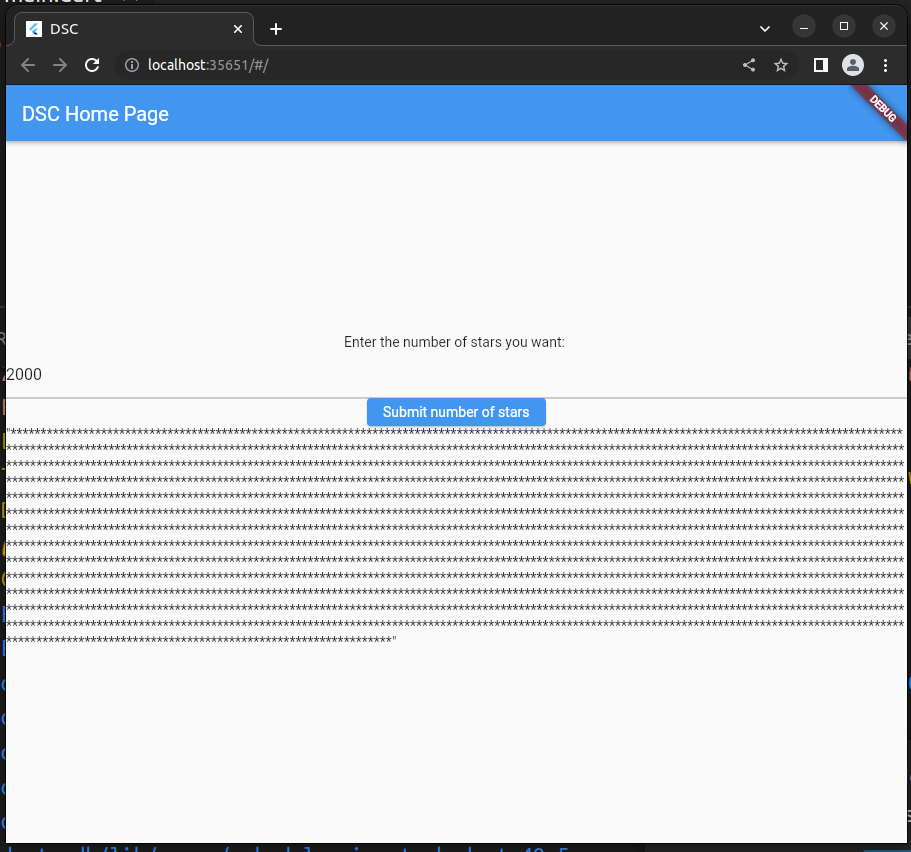 DSC
localhost:35651/#/
DSC Home Page
DEBUG
Enter the number of stars you want:
2000
Submit number of stars